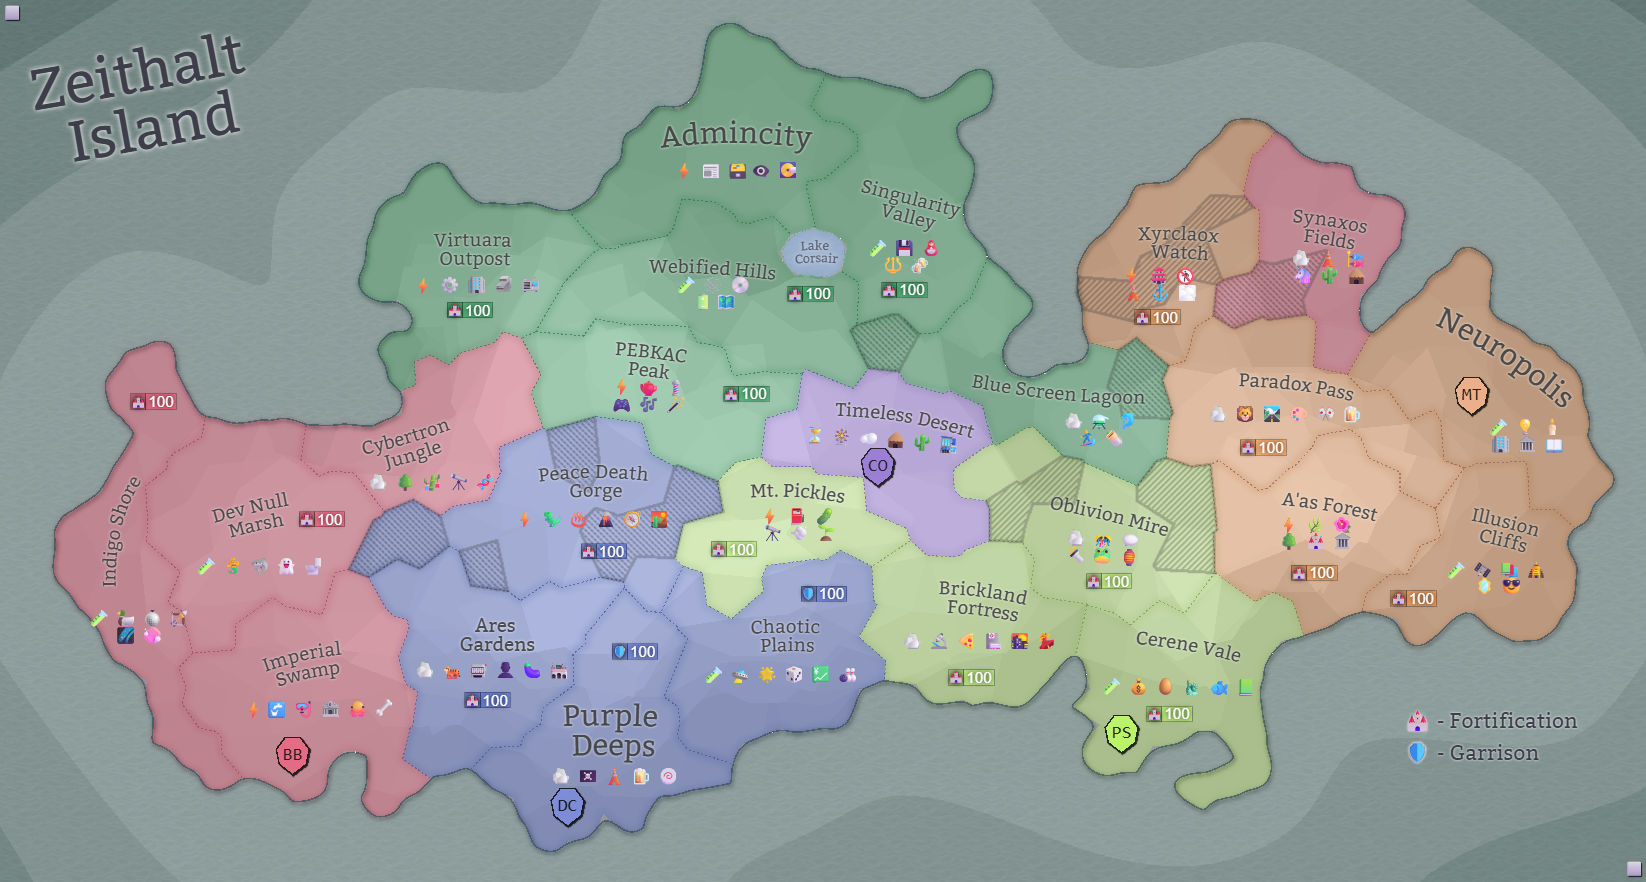 Zeithalt
Island
Admincity
Singularity
Valley
Lake
Corsair
Virtuara
Outpost
Webified Hills
100
100
100
Xyrclaox
Watch
100
Synaxos
Fields
PEBKAC
Peak
100
Neuropolis
MT
Blue Screen Lagoon
Paradox Pass
100
100
Timeless Desert
CO
Cybertron
Jungle
Indigo Shore
Dev Null
Marsh
100
Peace Death
Gorge
100
Mt. Pickles
100
Oblivion Mire
100
A'as Forest
100
Illusion
Cliffs
100
Brickland
Fortress
100
Chaotic
Plains
100
Ares
Gardens
100
100
Imperial
Swamp
BB
Purple
Deeps
DC
Cerene Vale
100
PS
- Fortification
- Garrison